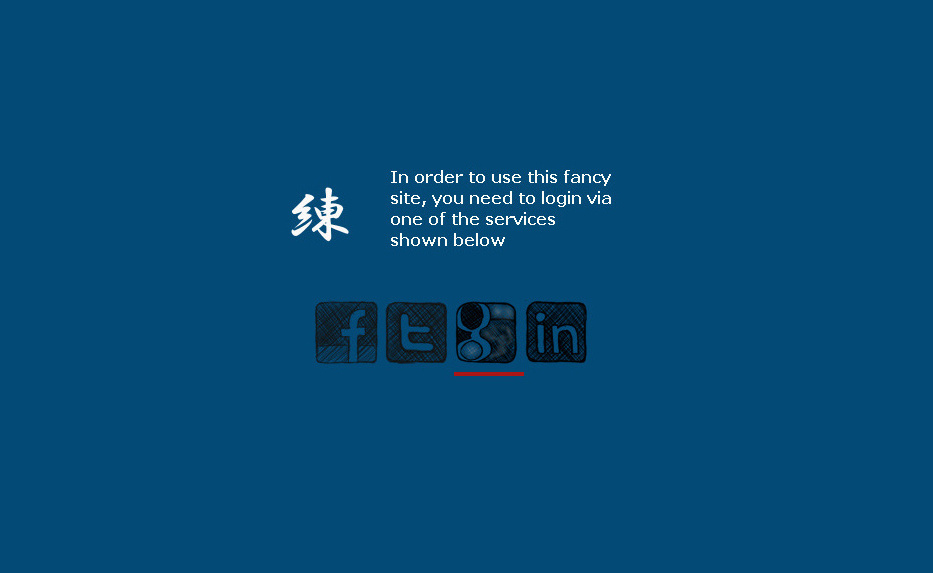 練
In order to use this fancy
site, you need to login via
one of the services
shown below
f t g in